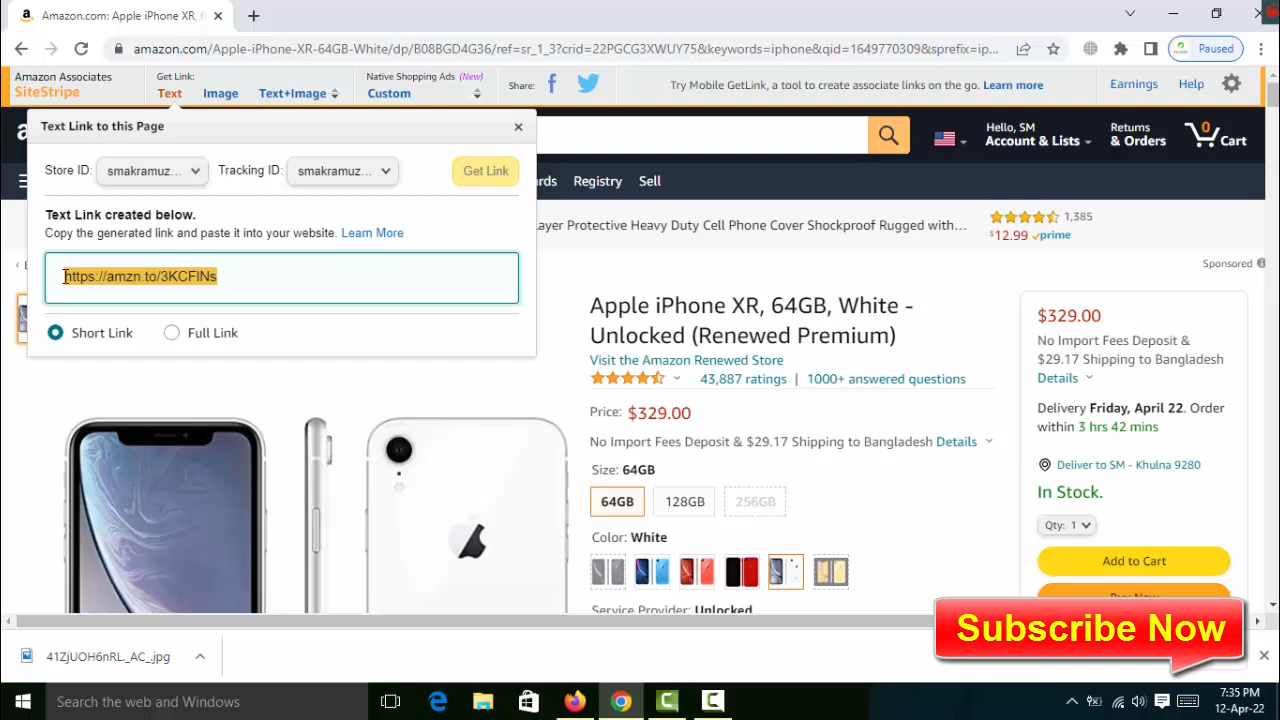 Amazon.com: Apple iPhone XR, 6
amazon.com/Apple-iPhone-XR-64GB-White/dp/B08BGD4G36/ref=sr_1_3?crid=22PGCG3XWUY75&keywords=iphone&qid=1649770309&sprefix=ip...
Paused
Amazon Associates
SiteStripe
Get Link:
Text
Image
Text+Image
Native Shopping Ads (New)
Custom
Share:
Try Mobile GetLink, a tool to create associate links on the go. Learn more
Earnings
Help
Text Link to this Page
Store ID: smakramuz...
Tracking ID: smakramuz...
Get Link
Text Link created below.
Copy the generated link and paste it into your website. Learn More
https://amzn.to/3KCFINs
Short Link
Full Link
Hello, SM
Account & Lists
Returns
& Orders
0
Cart
Registry
Sell
Layer Protective Heavy Duty Cell Phone Cover Shockproof Rugged with...
1,385
$12.99 prime
Sponsored
Apple iPhone XR, 64GB, White -
Unlocked (Renewed Premium)
Visit the Amazon Renewed Store
43,887 ratings | 1000+ answered questions
Price: $329.00
No Import Fees Deposit & $29.17 Shipping to Bangladesh Details
Size: 64GB
64GB
128GB
256GB
Color: White
Service Provider: Unlocked
$329.00
No Import Fees Deposit &
$29.17 Shipping to Bangladesh
Details
Delivery Friday, April 22. Order
within 3 hrs 42 mins
Deliver to SM - Khulna 9280
In Stock.
Qty: 1
Add to Cart
Buy Now
Subscribe Now
41ZjUOH6nRL._AC_.jpg
Search the web and Windows
7:35 PM
12-Apr-22